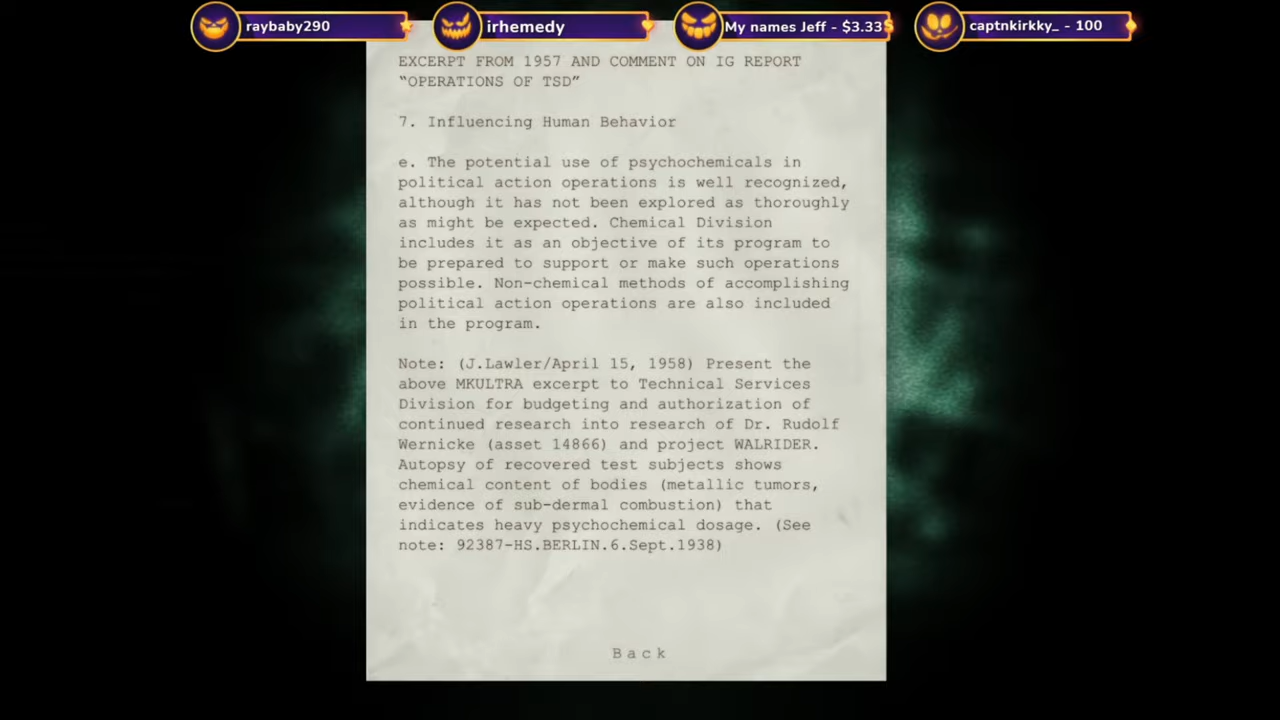 raybaby290
irhemedy
My names Jeff - $3.33
captnkirkky_ - 100
EXCERPT FROM 1957 AND COMMENT ON IG REPORT
“OPERATIONS OF TSD”
7. Influencing Human Behavior
e. The potential use of psychochemicals in
political action operations is well recognized,
although it has not been explored as thoroughly
as might be expected. Chemical Division
includes it as an objective of its program to
be prepared to support or make such operations
possible. Non-chemical methods of accomplishing
political action operations are also included
in the program.
Note: (J.Lawler/April 15, 1958) Present the
above MKULTRA excerpt to Technical Services
Division for budgeting and authorization of
continued research into research of Dr. Rudolf
Wernicke (asset 14866) and project WALRIDER.
Autopsy of recovered test subjects shows
chemical content of bodies (metallic tumors,
evidence of sub-dermal combustion) that
indicates heavy psychochemical dosage. (See
note: 92387-HS.BERLIN.6.Sept.1938)
Back